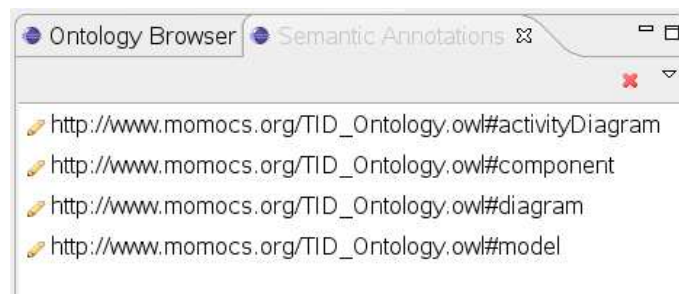 Ontology Browser Semantic Annotations
http://www.momocs.org/TID_Ontology.owl#activityDiagram
http://www.momocs.org/TID_Ontology.owl#component
http://www.momocs.org/TID_Ontology.owl#diagram
http://www.momocs.org/TID_Ontology.owl#model